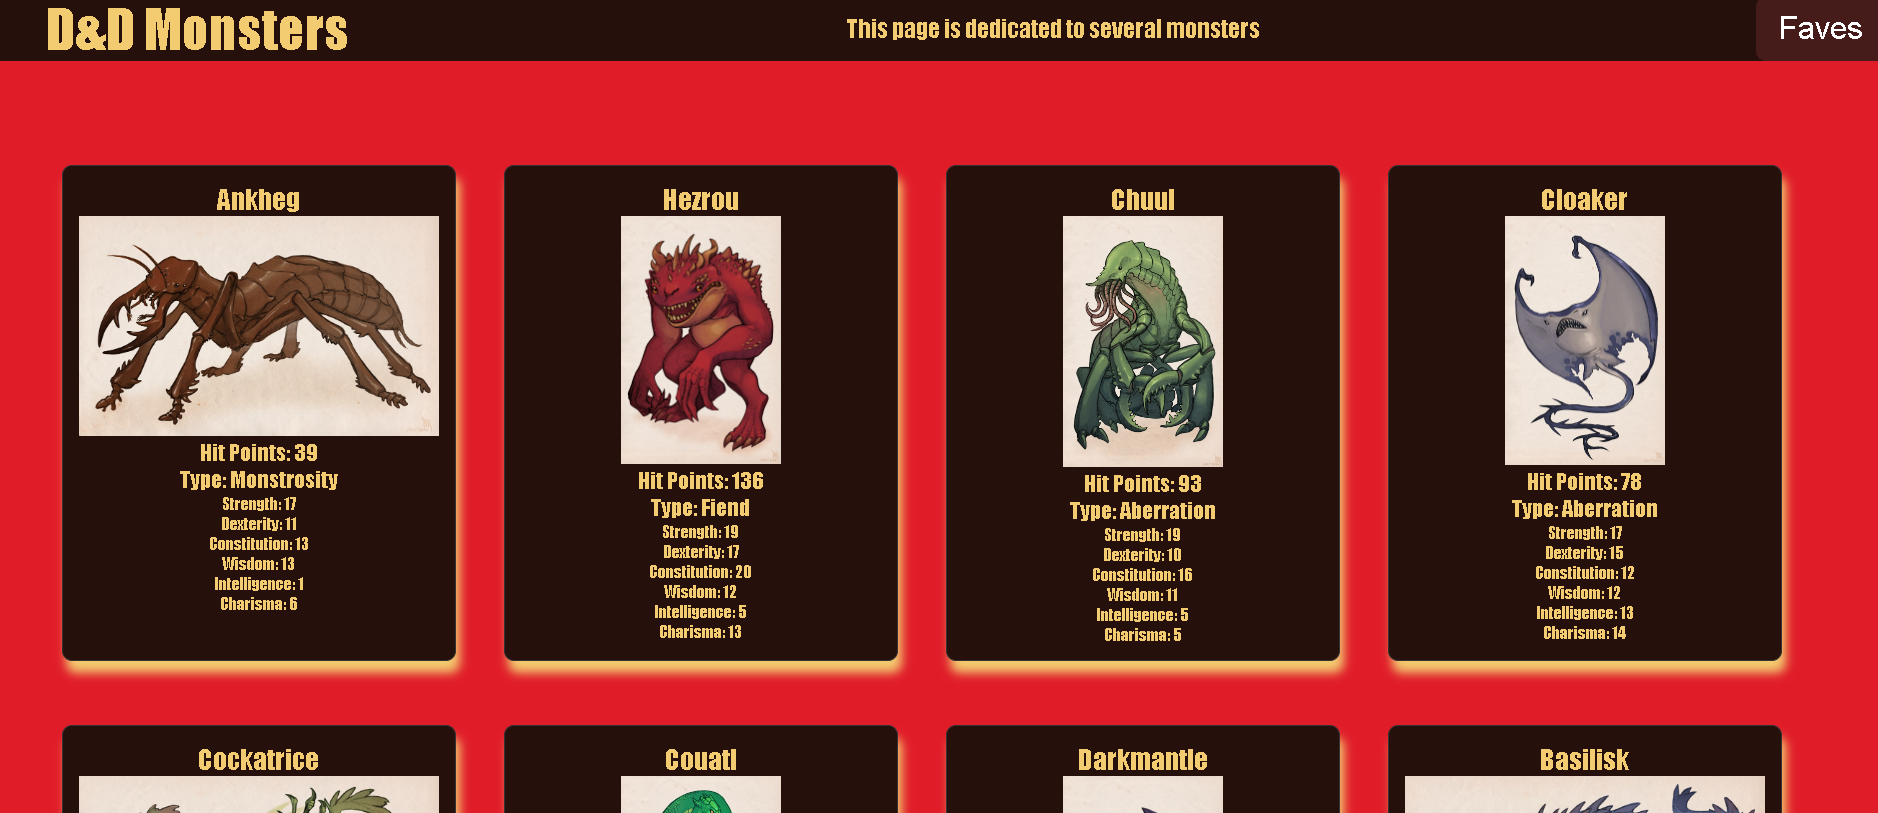 D&D Monsters
This page is dedicated to several monsters
Faves
Ankheg
Hit Points: 39
Type: Monstrosity
Strength: 17
Dexterity: 11
Constitution: 13
Wisdom: 13
Intelligence: 1
Charisma: 6
Hezrou
Hit Points: 136
Type: Fiend
Strength: 19
Dexterity: 17
Constitution: 20
Wisdom: 12
Intelligence: 5
Charisma: 13
Chuul
Hit Points: 93
Type: Aberration
Strength: 19
Dexterity: 10
Constitution: 16
Wisdom: 11
Intelligence: 5
Charisma: 5
Cloaker
Hit Points: 78
Type: Aberration
Strength: 17
Dexterity: 15
Constitution: 12
Wisdom: 12
Intelligence: 13
Charisma: 14
Cockatrice
Couatl
Darkmantle
Basilisk